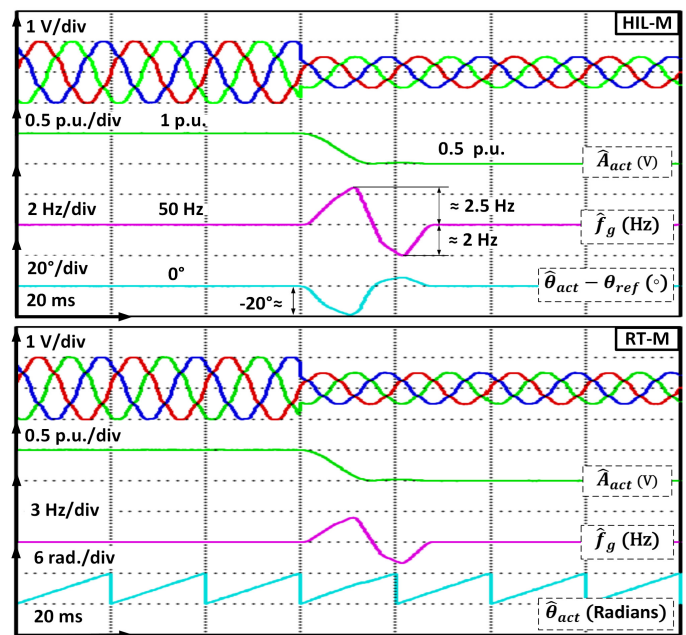 1 V/div
HIL-M
0.5 p.u./div
1 p.u.
0.5 p.u.
Â_act (V)
2 Hz/div
50 Hz
≈ 2.5 Hz
≈ 2 Hz
f̂_g (Hz)
20°/div
0°
θ̂_act − θ_ref (°)
20 ms
-20°≈
1 V/div
RT-M
0.5 p.u./div
Â_act (V)
3 Hz/div
f̂_g (Hz)
6 rad./div
20 ms
θ̂_act (Radians)